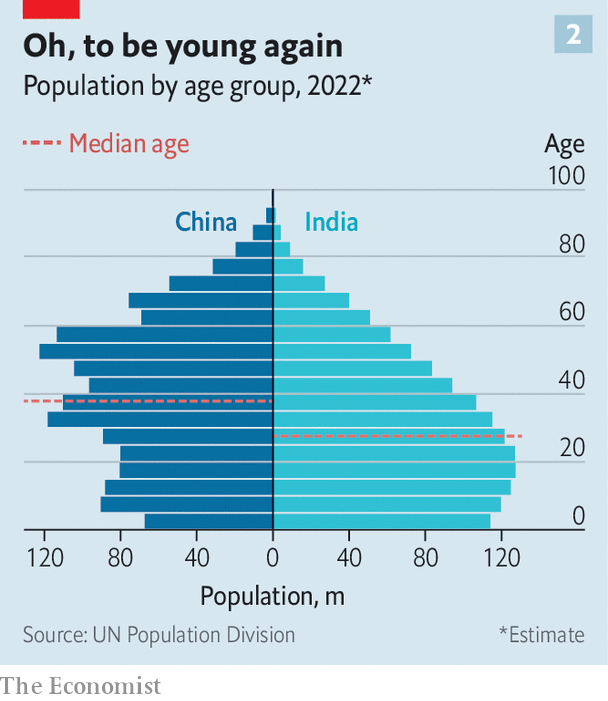 2
Oh, to be young again
Population by age group, 2022*
Median age
Age
100
China
India
80
60
40
20
0
120 80 40 0 40 80 120
Population, m
Source: UN Population Division
*Estimate
The Economist